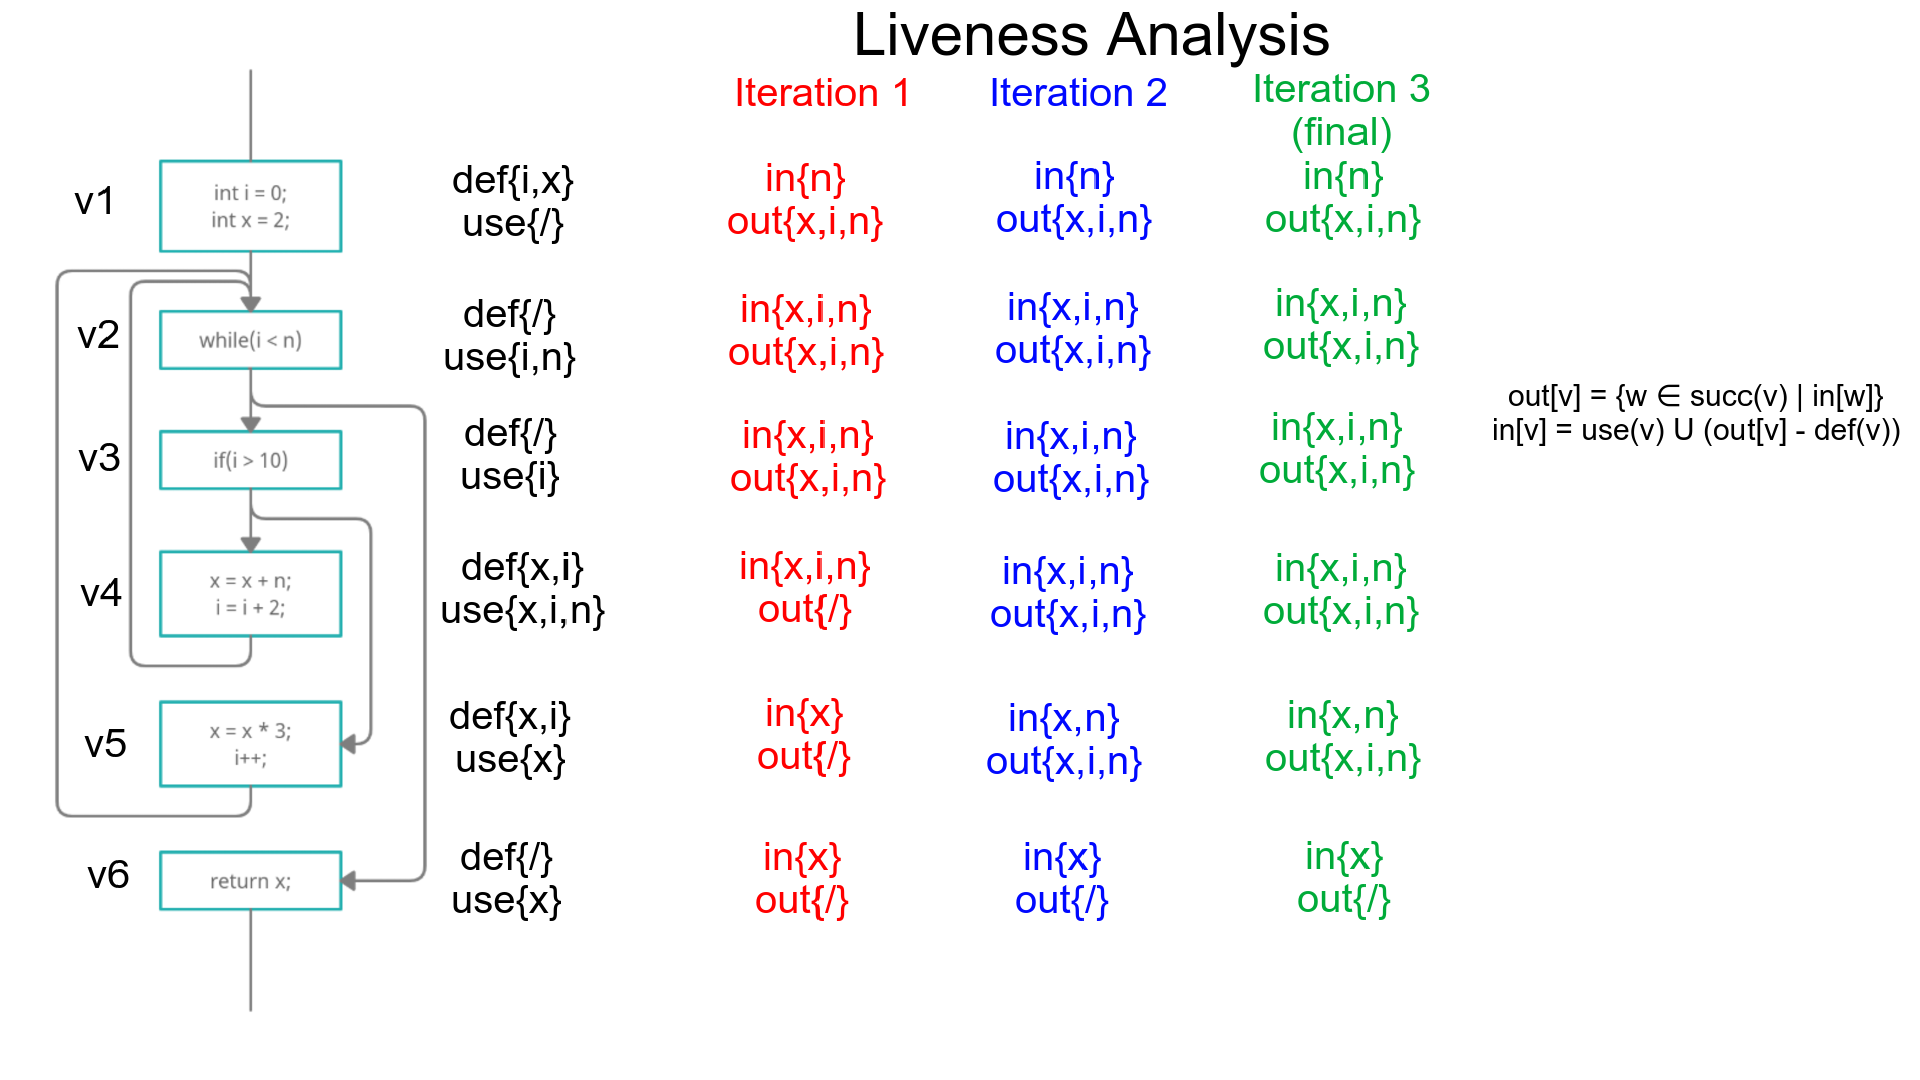 Liveness Analysis
Iteration 1
Iteration 2
Iteration 3
(final)
v1
int i = 0;
int x = 2;
def{i,x}
use{/}
in{n}
out{x,i,n}
in{n}
out{x,i,n}
in{n}
out{x,i,n}
v2
while(i < n)
def{/}
use{i,n}
in{x,i,n}
out{x,i,n}
in{x,i,n}
out{x,i,n}
in{x,i,n}
out{x,i,n}
out[v] = {w ∈ succ(v) | in[w]}
in[v] = use(v) U (out[v] - def(v))
v3
if(i > 10)
def{/}
use{i}
in{x,i,n}
out{x,i,n}
in{x,i,n}
out{x,i,n}
in{x,i,n}
out{x,i,n}
v4
x = x + n;
i = i + 2;
def{x,i}
use{x,i,n}
in{x,i,n}
out{/}
in{x,i,n}
out{x,i,n}
in{x,i,n}
out{x,i,n}
v5
x = x * 3;
i++;
def{x,i}
use{x}
in{x}
out{/}
in{x,n}
out{x,i,n}
in{x,n}
out{x,i,n}
v6
return x;
def{/}
use{x}
in{x}
out{/}
in{x}
out{/}
in{x}
out{/}